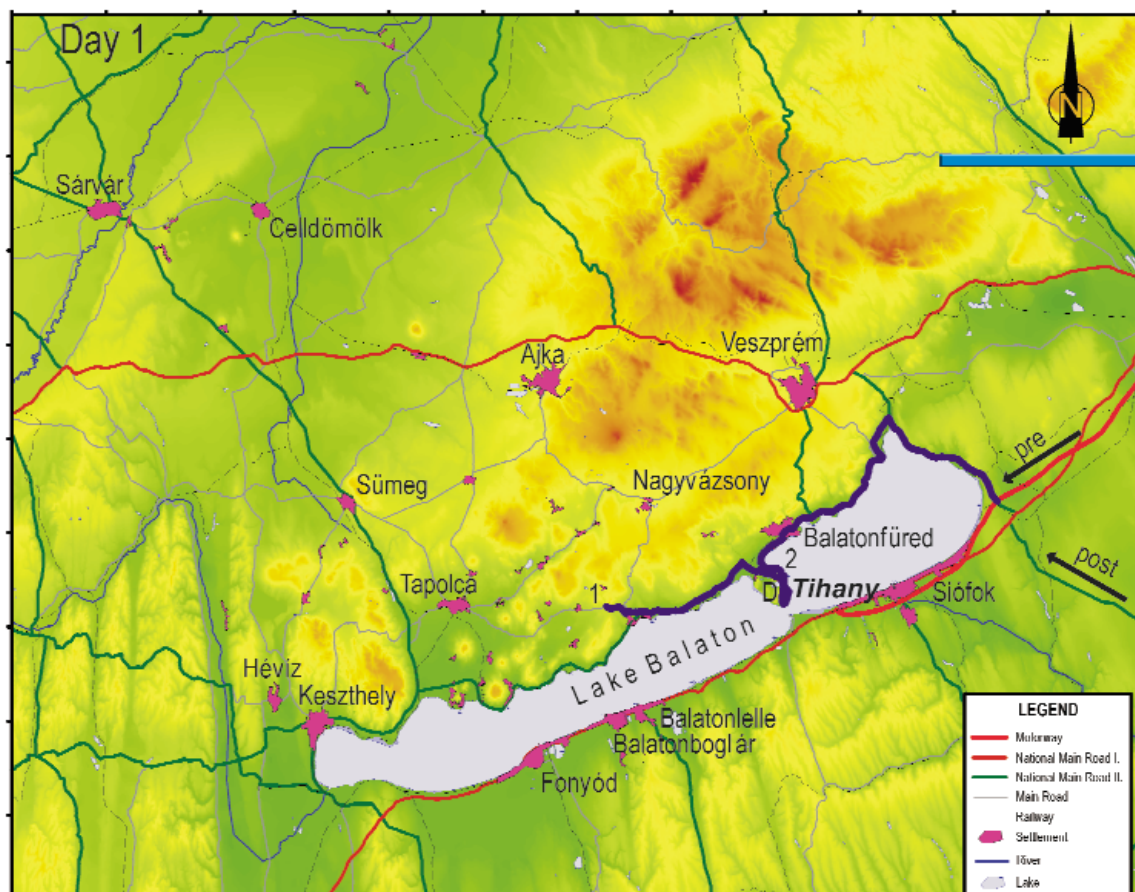 Day 1
N
Sárvár
Celldömölk
Ajka
Veszprém
pre
Sümeg
Nagyvázsony
Balatonfüred
post
Tapolca
1
2
D
Tihany
Siófok
Lake Balaton
Hévíz
Keszthely
Balatonlelle
Balatonboglár
Fonyód
LEGEND
Motorway
National Main Road I.
National Main Road II.
Main Road
Railway
Settlement
River
Lake